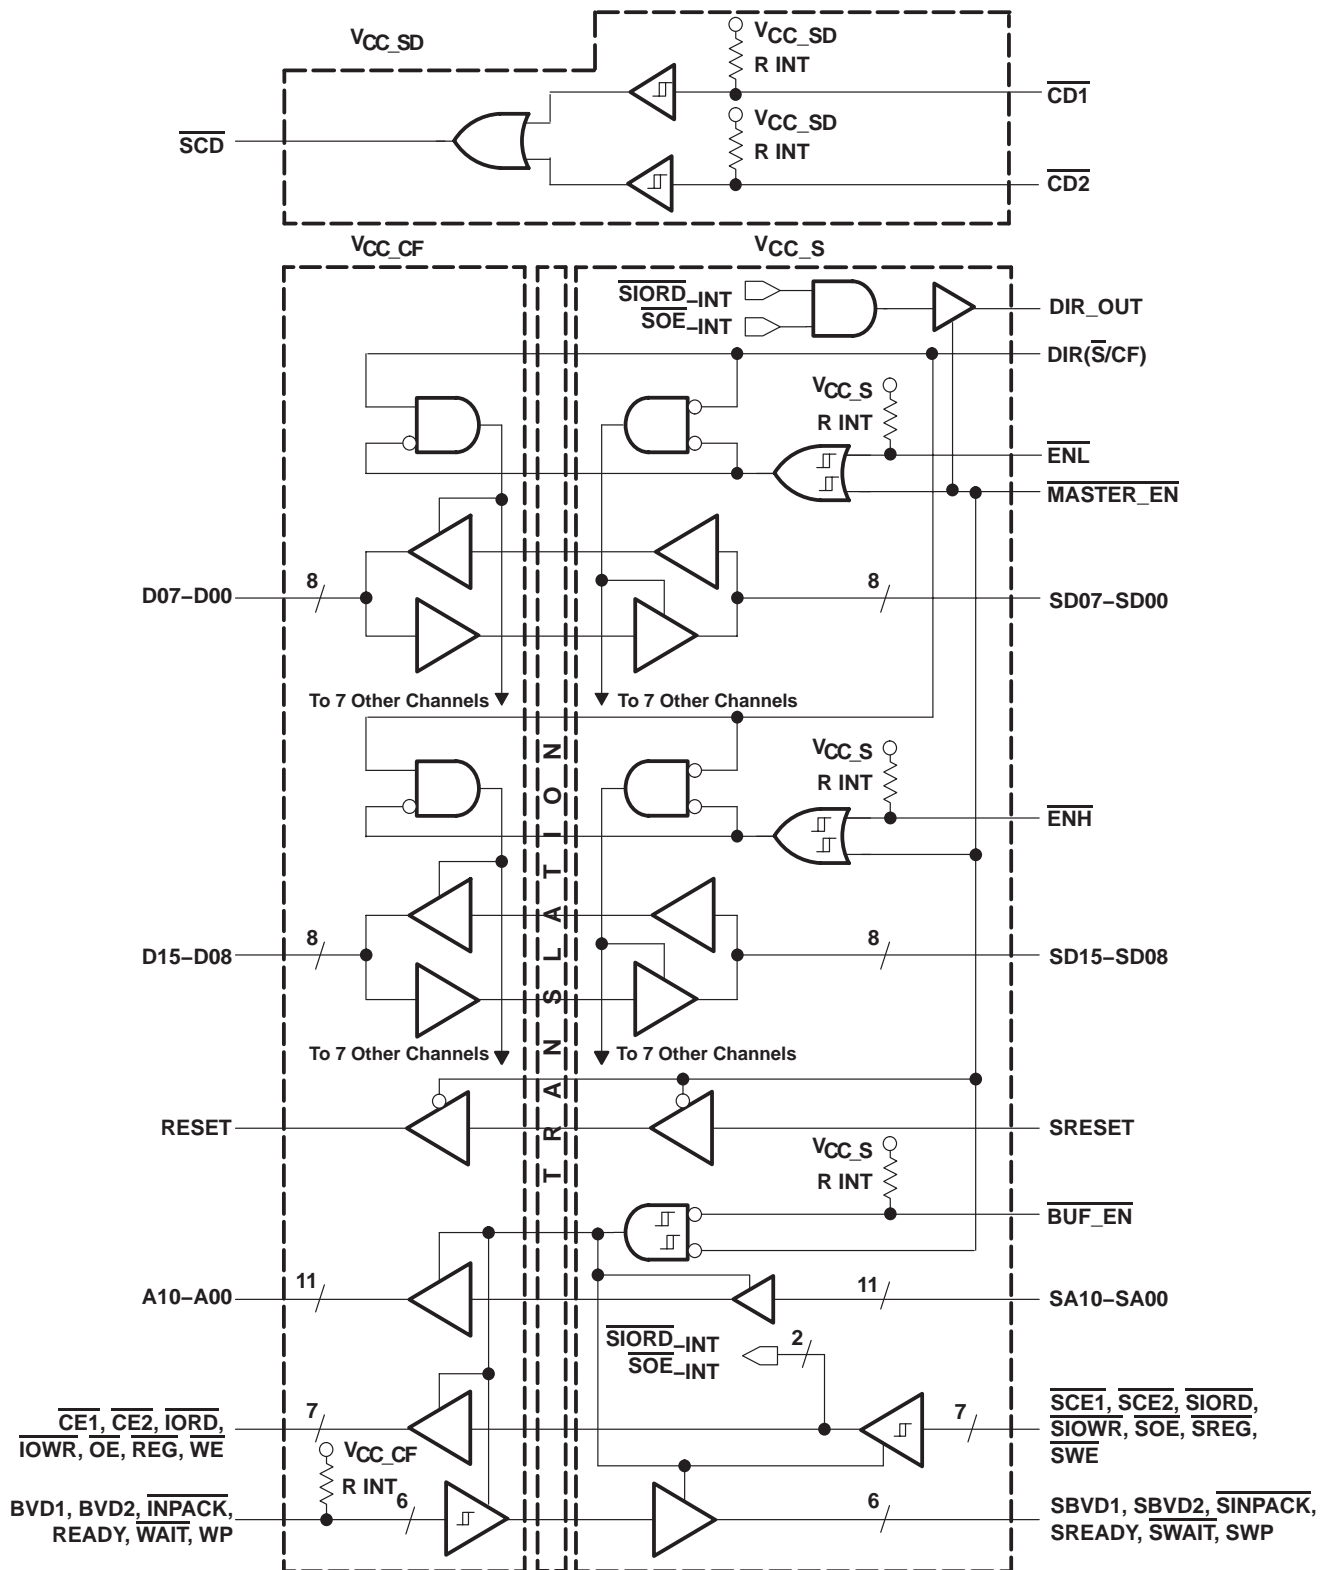 VCC_SD
VCC_SD
R INT
CD1
VCC_SD
R INT
SCD
CD2
VCC_CF
VCC_S
SIORD–INT
SOE–INT
DIR_OUT
DIR(S/CF)
VCC_S
R INT
ENL
MASTER_EN
D07–D00
8
8
SD07–SD00
To 7 Other Channels
To 7 Other Channels
TRANSLATION
VCC_S
R INT
ENH
D15–D08
8
8
SD15–SD08
To 7 Other Channels
To 7 Other Channels
RESET
SRESET
VCC_S
R INT
BUF_EN
A10–A00
11
11
SA10–SA00
SIORD–INT
SOE–INT
2
CE1, CE2, IORD,
IOWR, OE, REG, WE
7
7
SCE1, SCE2, SIORD,
SIOWR, SOE, SREG,
SWE
VCC_CF
R INT
BVD1, BVD2, INPACK,
READY, WAIT, WP
6
6
SBVD1, SBVD2, SINPACK,
SREADY, SWAIT, SWP